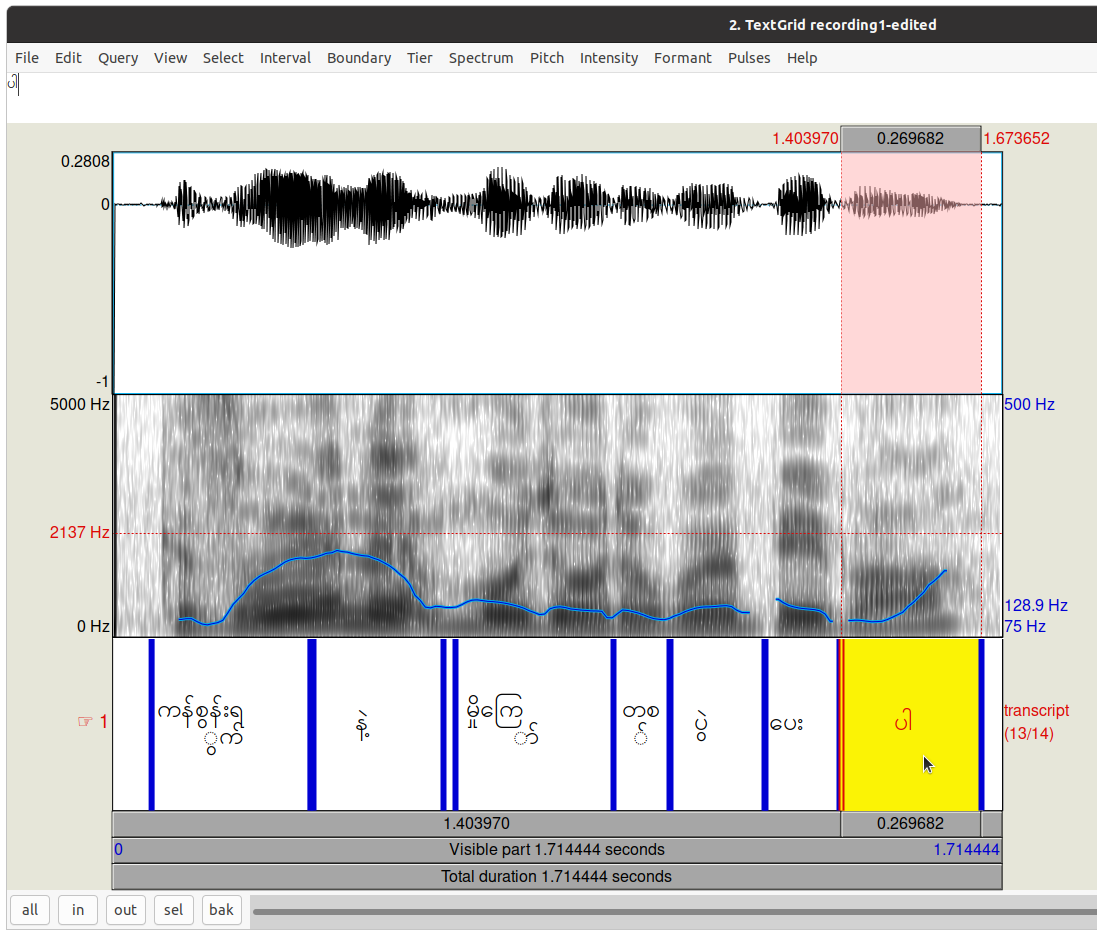 2. TextGrid recording1-edited
File Edit Query View Select Interval Boundary Tier Spectrum Pitch Intensity Formant Pulses Help
ပါ
1.403970 0.269682 1.673652
0.2808
0
-1
5000 Hz 500 Hz
2137 Hz
128.9 Hz
0 Hz 75 Hz
ကန်စွန်းရွက်
နဲ့
မှိုကြော်
တစ်
ပွဲ
ပေး
ပါ
☞ 1
transcript
(13/14)
1.403970 0.269682
0 Visible part 1.714444 seconds 1.714444
Total duration 1.714444 seconds
all in out sel bak